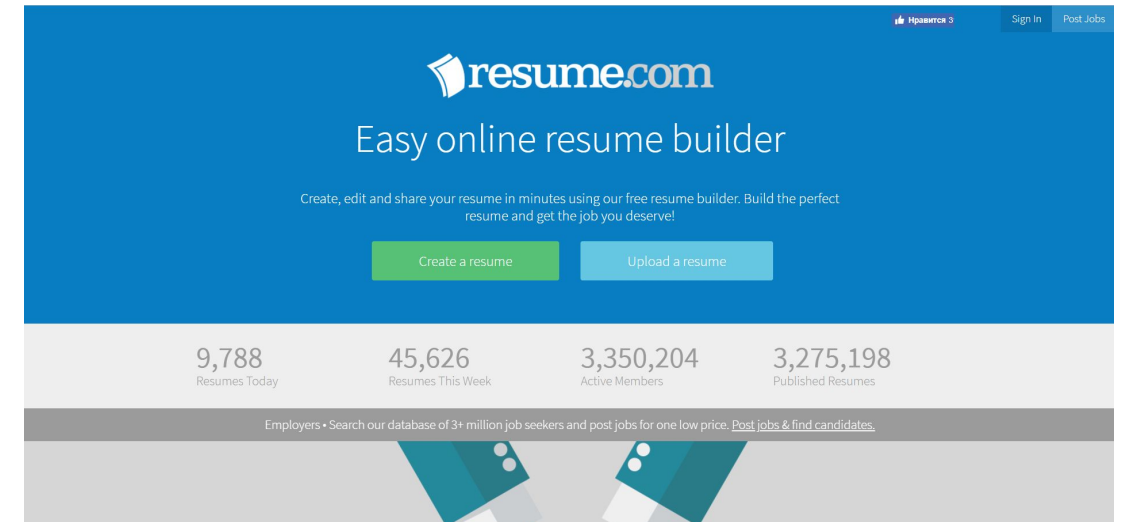 Нравится 3
Sign In
Post Jobs
resume.com
Easy online resume builder
Create, edit and share your resume in minutes using our free resume builder. Build the perfect
resume and get the job you deserve!
Create a resume
Upload a resume
9,788
Resumes Today
45,626
Resumes This Week
3,350,204
Active Members
3,275,198
Published Resumes
Employers • Search our database of 3+ million job seekers and post jobs for one low price. Post jobs & find candidates.